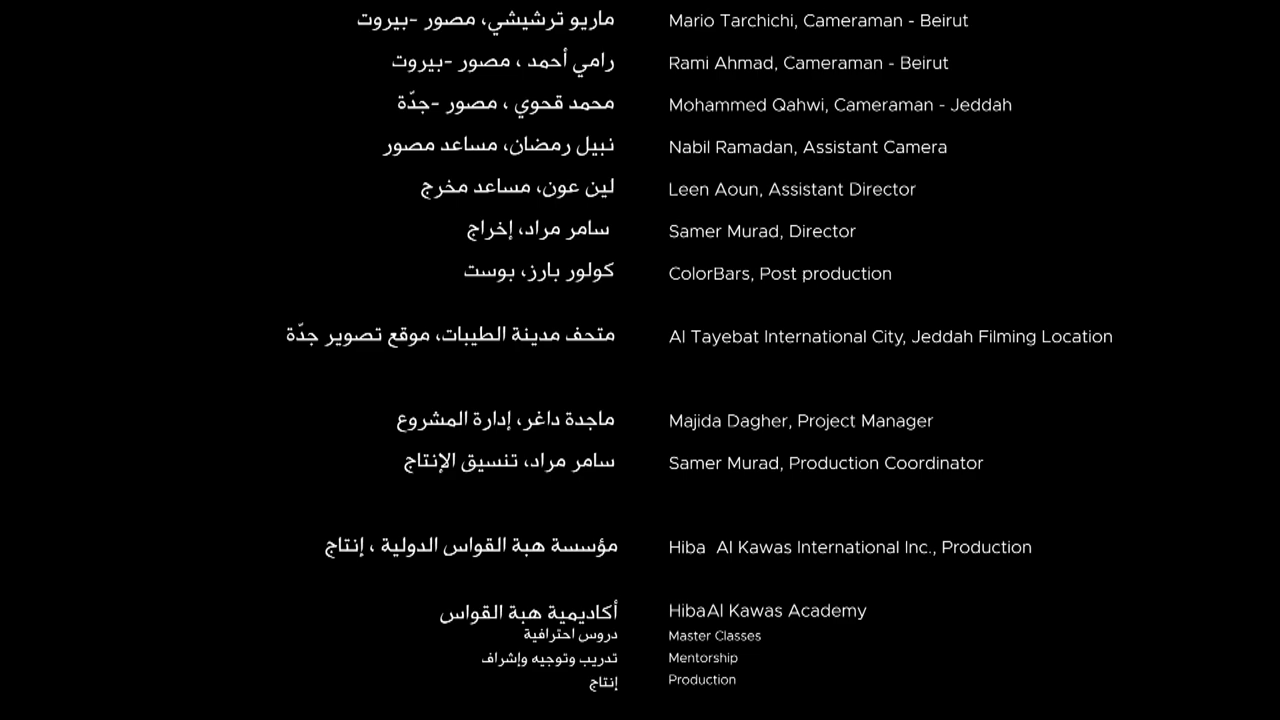 ماريو ترشيشي، مصور -بيروت Mario Tarchichi, Cameraman - Beirut
رامي أحمد ، مصور -بيروت Rami Ahmad, Cameraman - Beirut
محمد قحوي ، مصور -جدّة Mohammed Qahwi, Cameraman - Jeddah
نبيل رمضان، مساعد مصور Nabil Ramadan, Assistant Camera
لين عون، مساعد مخرج Leen Aoun, Assistant Director
سامر مراد، إخراج Samer Murad, Director
كولور بارز، بوست ColorBars, Post production
متحف مدينة الطيبات، موقع تصوير جدّة Al Tayebat International City, Jeddah Filming Location
ماجدة داغر، إدارة المشروع Majida Dagher, Project Manager
سامر مراد، تنسيق الإنتاج Samer Murad, Production Coordinator
مؤسسة هبة القواس الدولية ، إنتاج Hiba Al Kawas International Inc., Production
أكاديمية هبة القواس HibaAl Kawas Academy
دروس احترافية Master Classes
تدريب وتوجيه وإشراف Mentorship
إنتاج Production